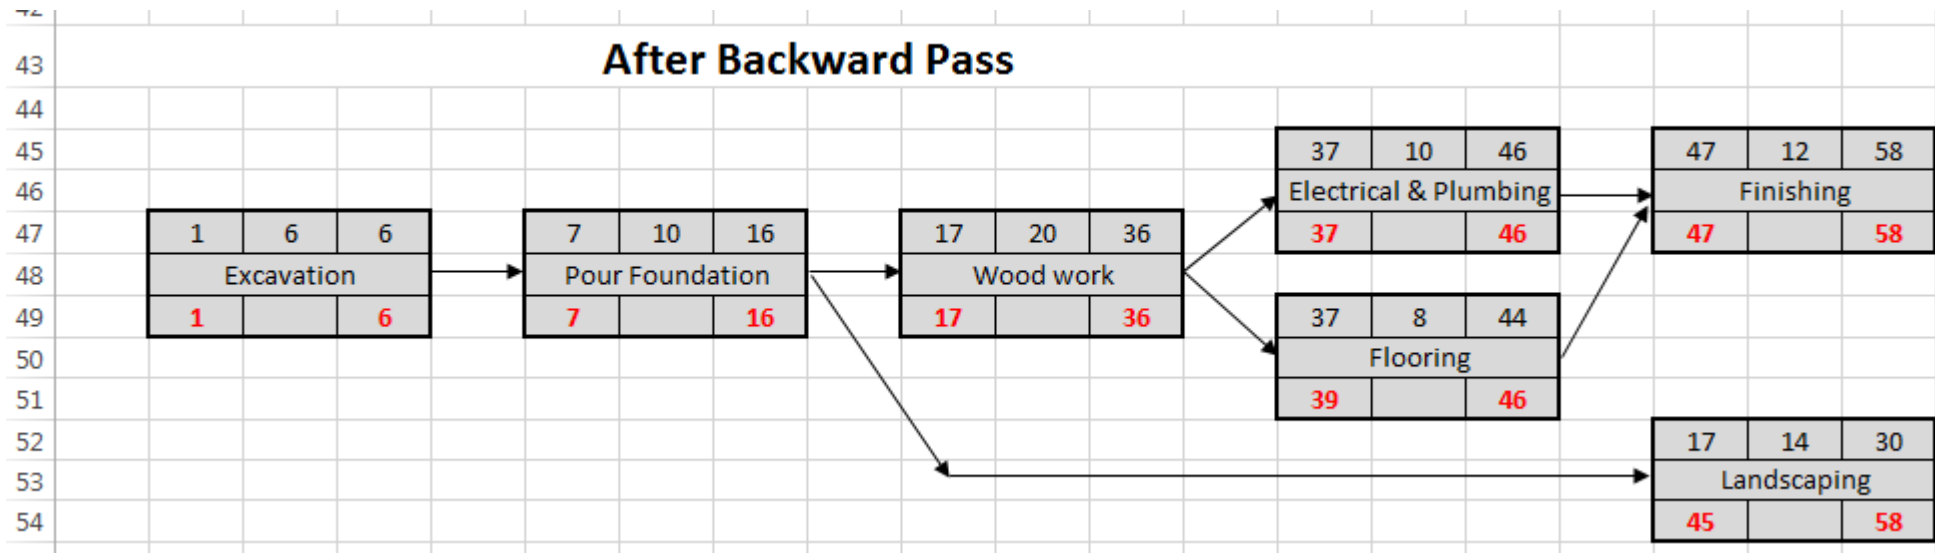 42
43 After Backward Pass
44
45 37 10 46 47 12 58
46 Electrical & Plumbing Finishing
47 1 6 6 7 10 16 17 20 36 37 46 47 58
48 Excavation Pour Foundation Wood work
49 1 6 7 16 17 36 37 8 44
50 Flooring
51 39 46
52 17 14 30
53 Landscaping
54 45 58